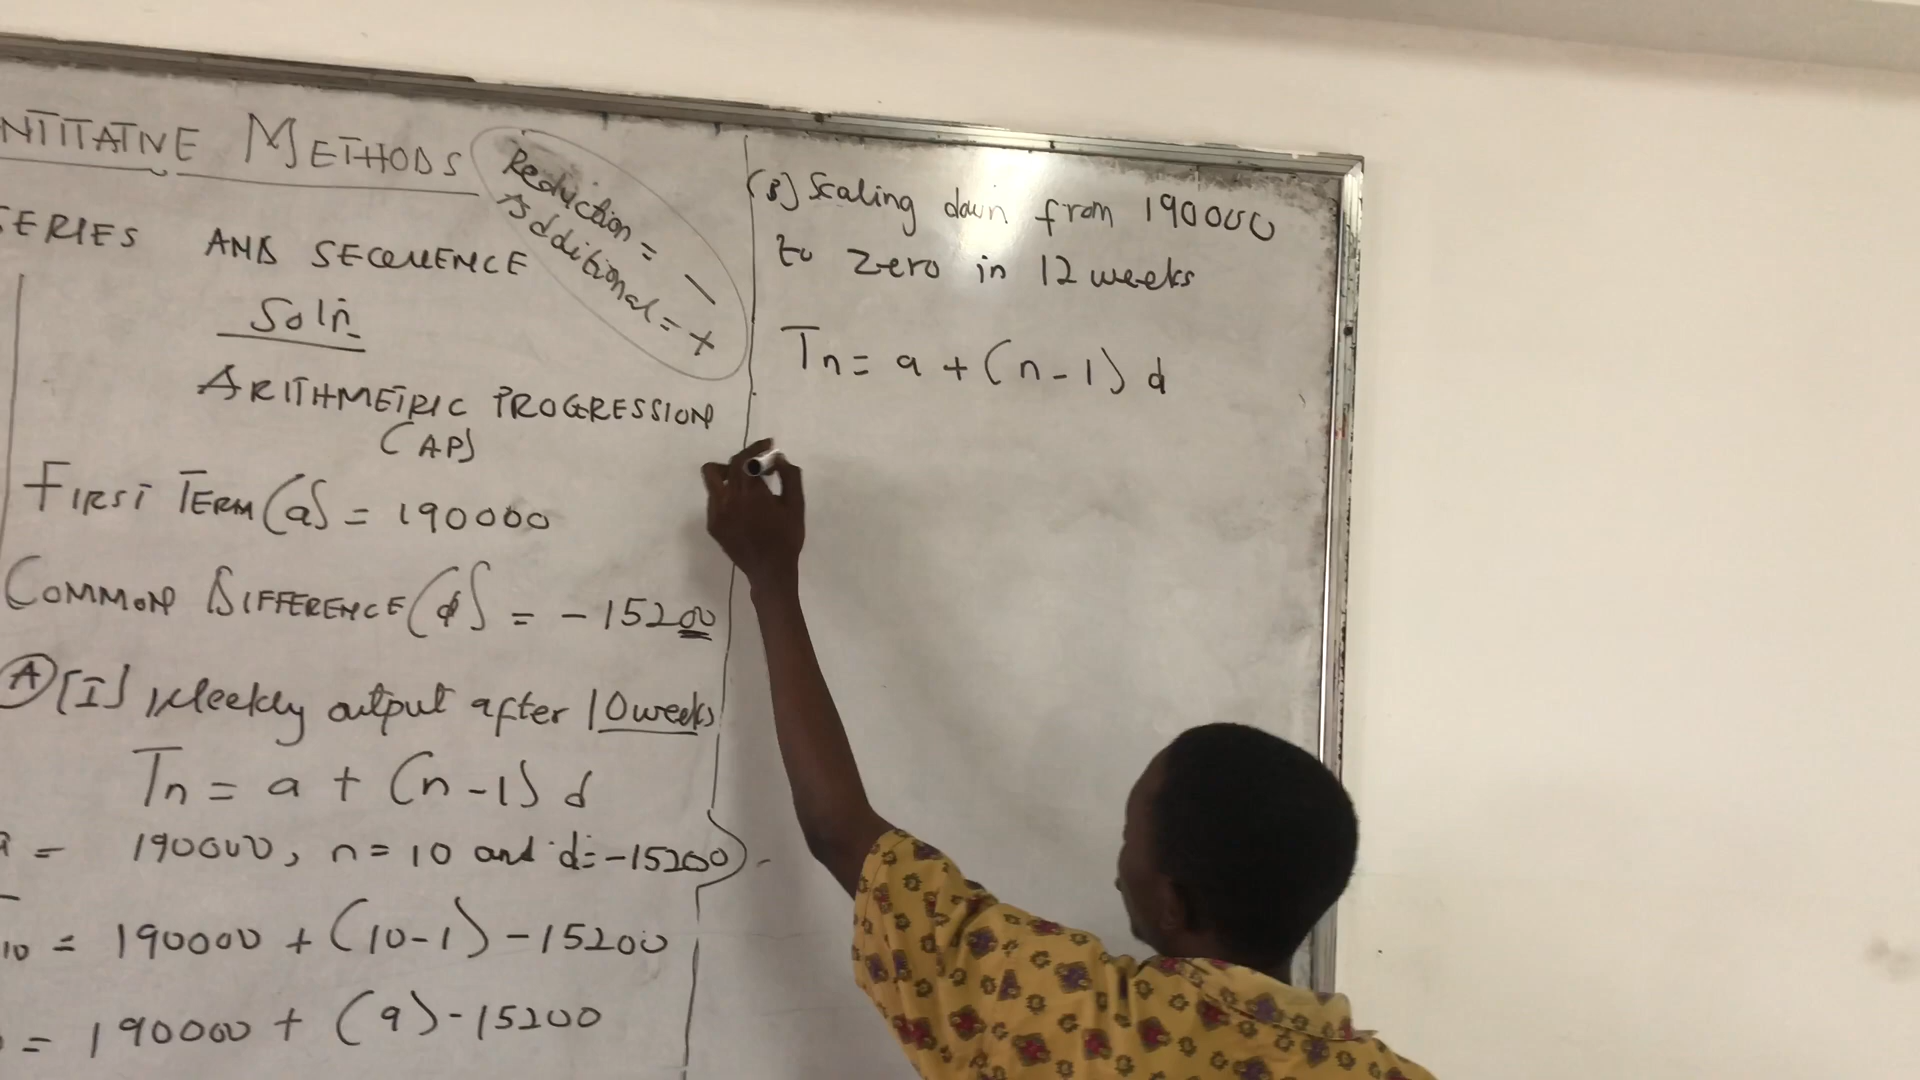 NTITATIVE METHODS
SERIES AND SEQUENCE
Reduction = -
Additional = +
Soln
ARITHMETRIC PROGRESSION
(AP)
FIRST TERM (a) = 190000
COMMON DIFFERENCE (d) = -15200
A (I) Weekly output after 10 weeks
Tn = a + (n-1) d
a = 190000, n = 10 and d = -15200
10 = 190000 + (10-1) -15200
= 190000 + (9) -15200
(B) Scaling down from 190000
to zero in 12 weeks
Tn = a + (n-1) d